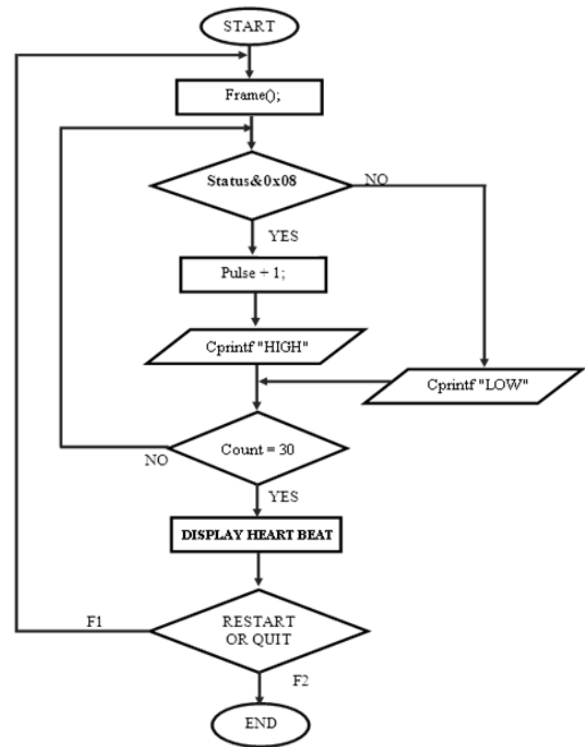 START
Frame();
Status&0x08
NO
YES
Pulse + 1;
Cprintf "HIGH"
Cprintf "LOW"
Count = 30
NO
YES
DISPLAY HEART BEAT
F1
RESTART
OR QUIT
F2
END